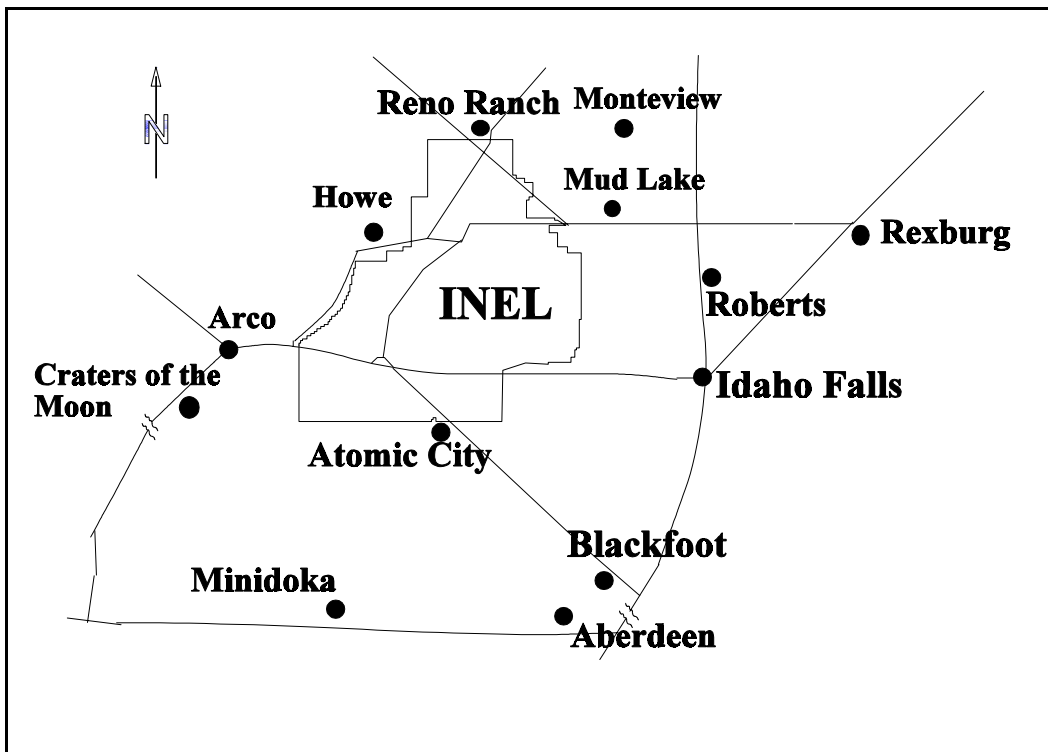 N
Reno Ranch
Monteview
Mud Lake
Howe
Rexburg
INEL
Roberts
Arco
Craters of the
Moon
Idaho Falls
Atomic City
Blackfoot
Minidoka
Aberdeen